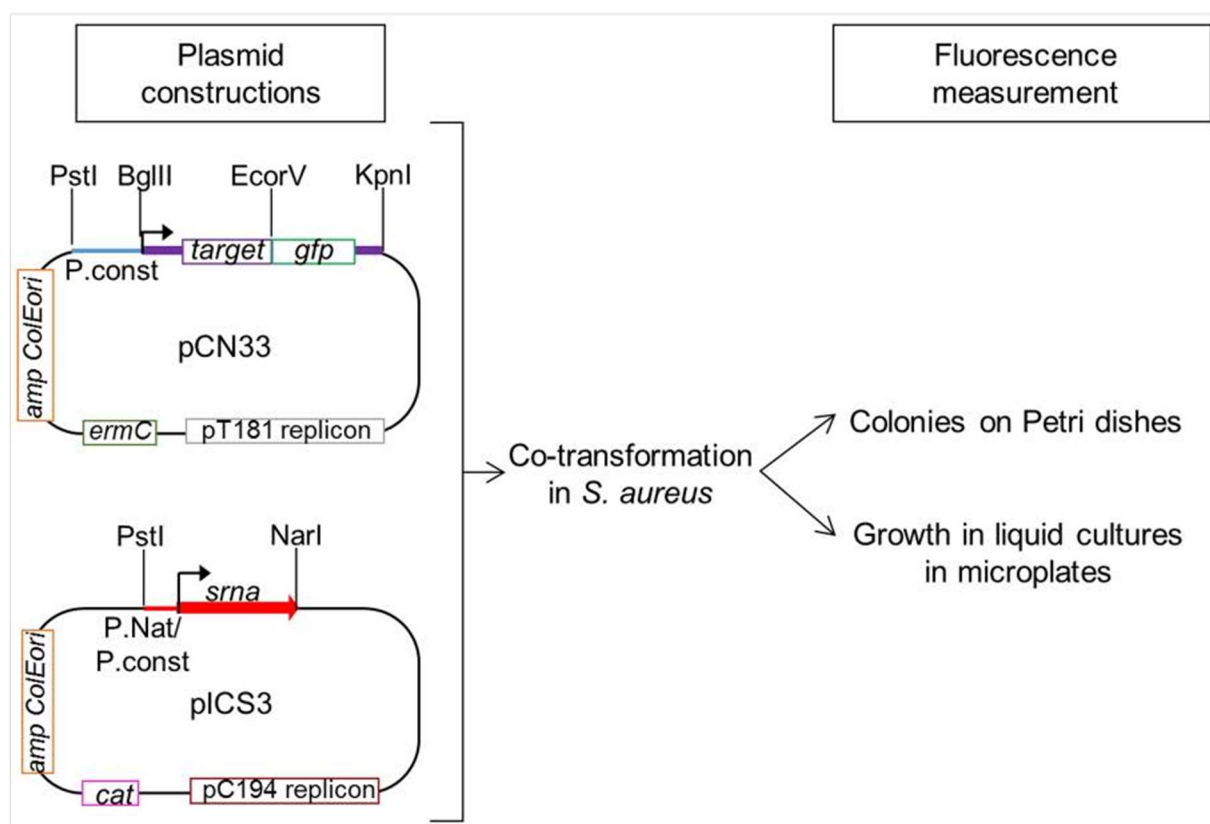 Plasmid
constructions
Fluorescence
measurement
PstI BglII EcorV KpnI
target gfp
P.const
amp ColEori
pCN33
ermC pT181 replicon
Co-transformation
in S. aureus
Colonies on Petri dishes
Growth in liquid cultures
in microplates
PstI NarI
srna
P.Nat/
P.const
amp ColEori
pICS3
cat pC194 replicon